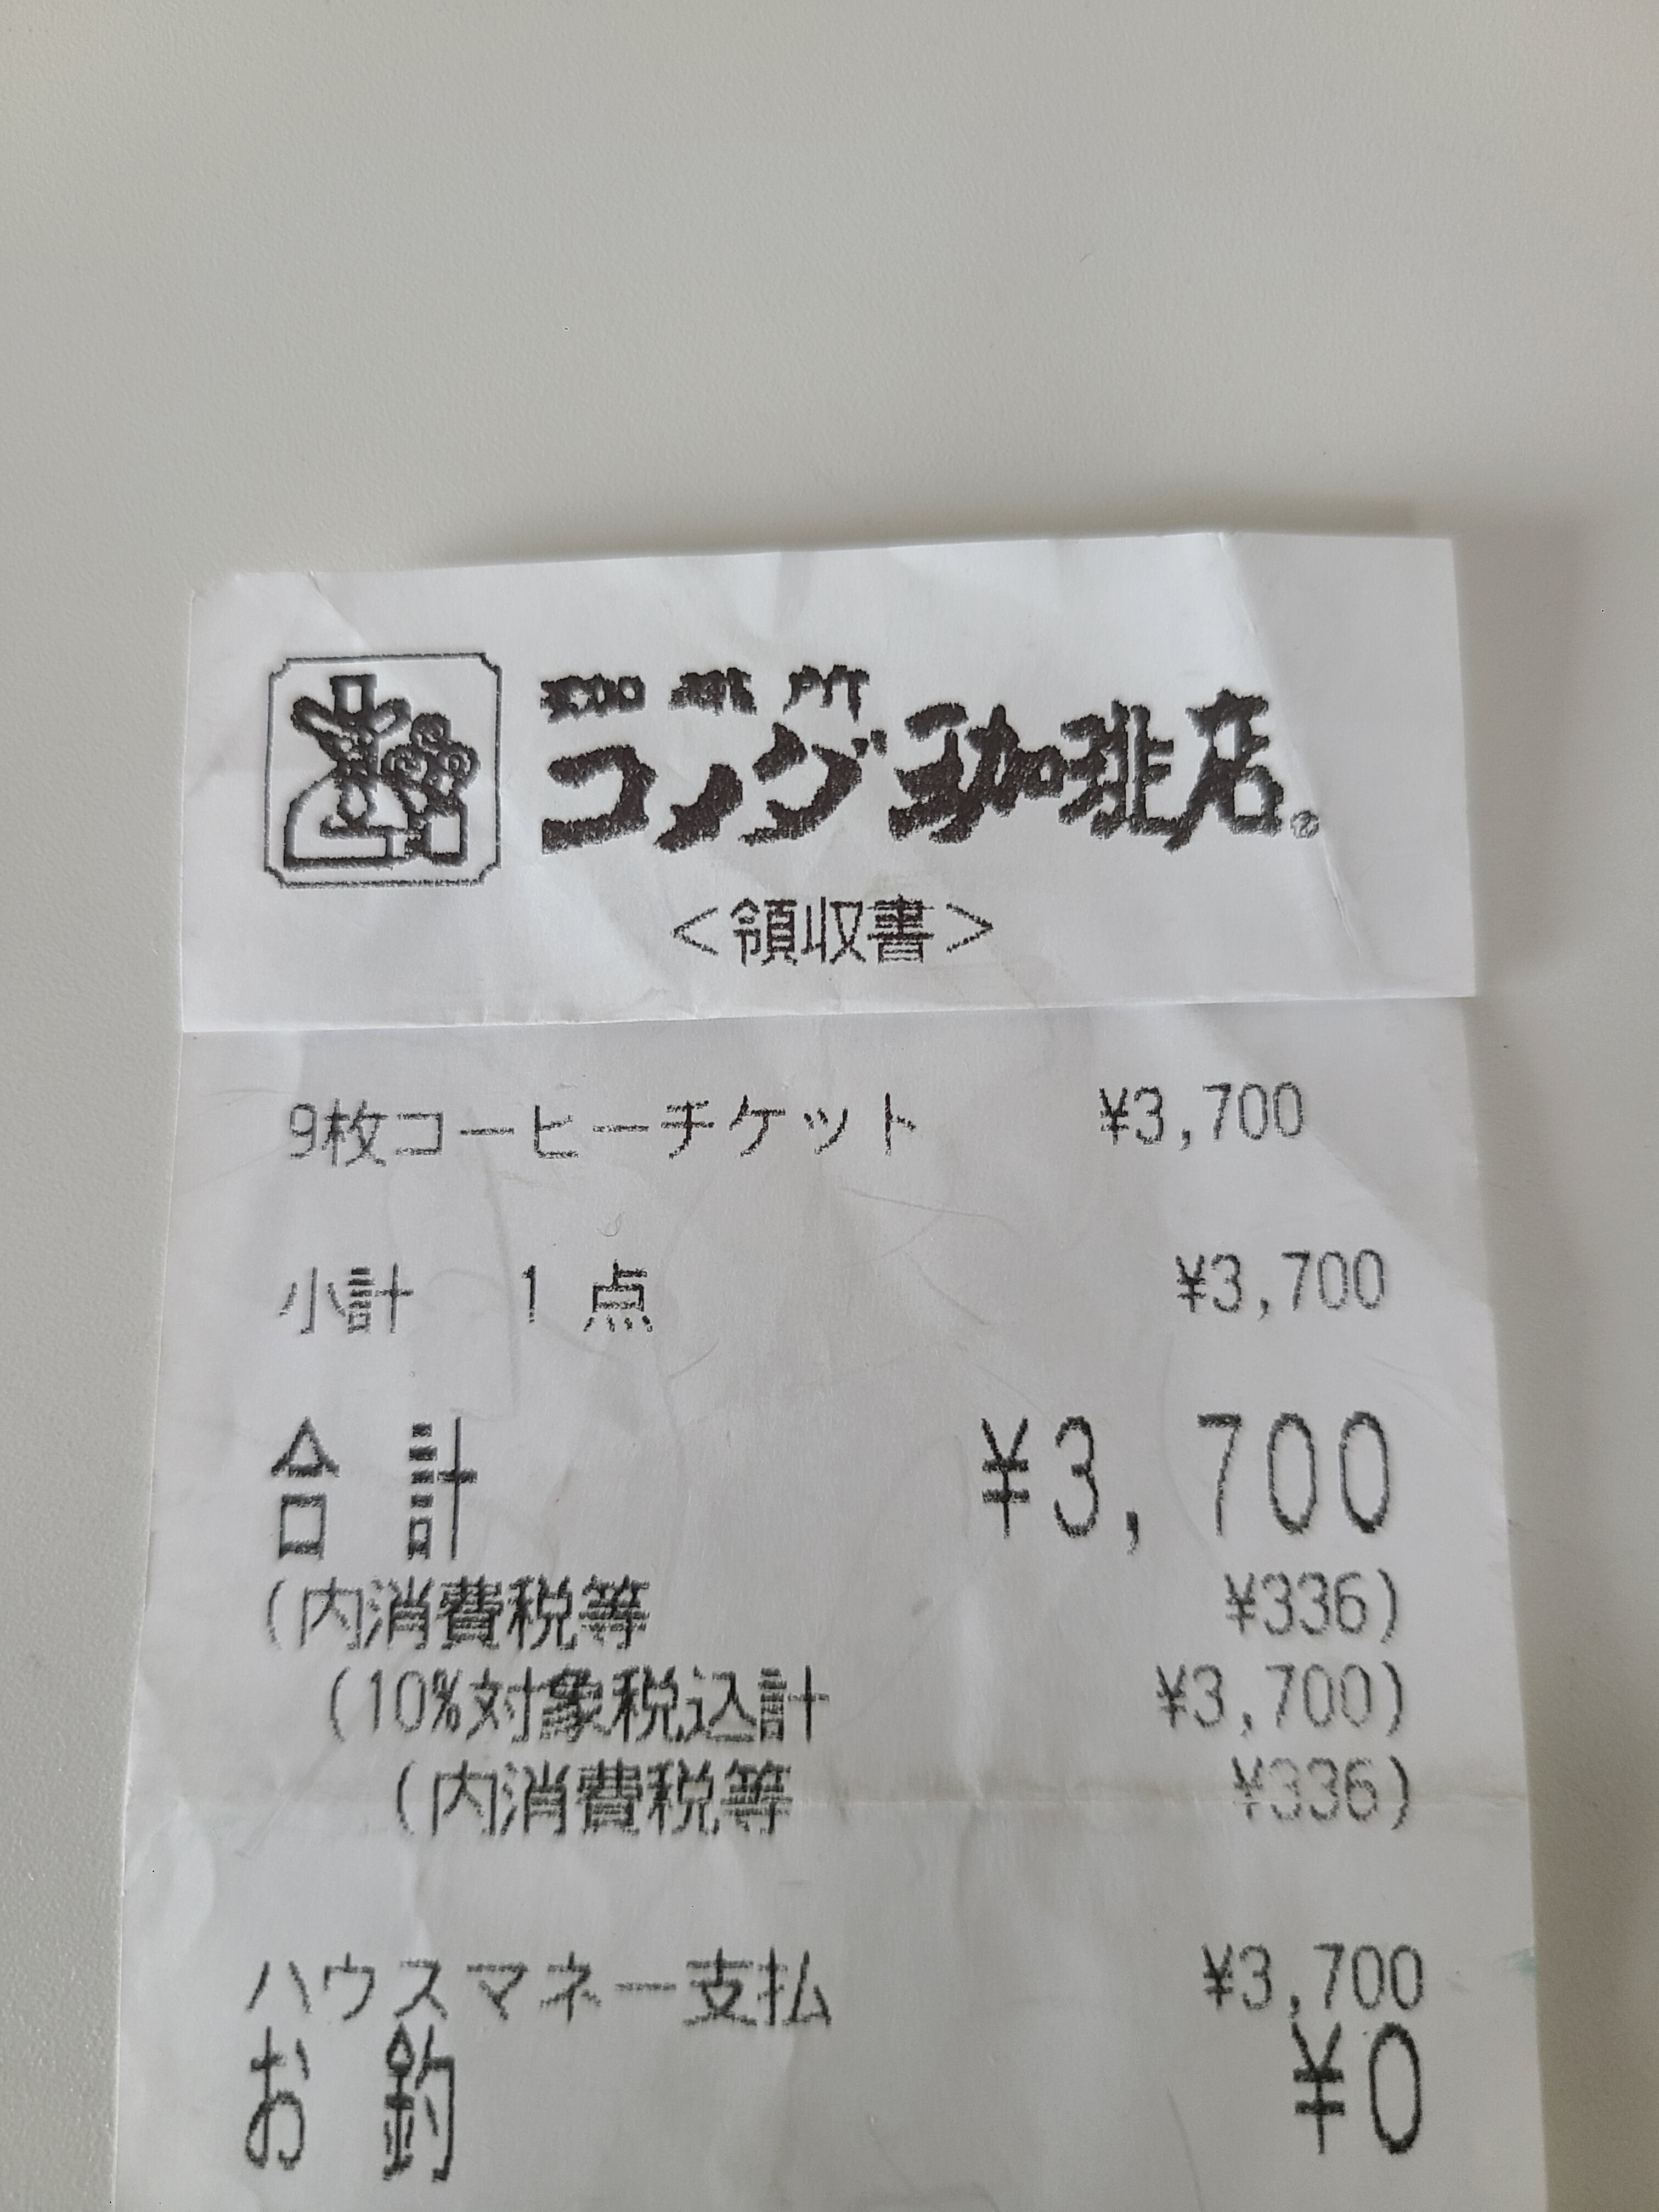 珈琲所
コメダ珈琲店®
＜領収書＞
9枚コーヒーチケット ¥3,700
小計 1 点 ¥3,700
合 計 ¥3,700
(内消費税等 ¥336)
(10%対象税込計 ¥3,700)
(内消費税等 ¥336)
ハウスマネー支払 ¥3,700
お 釣 ¥0